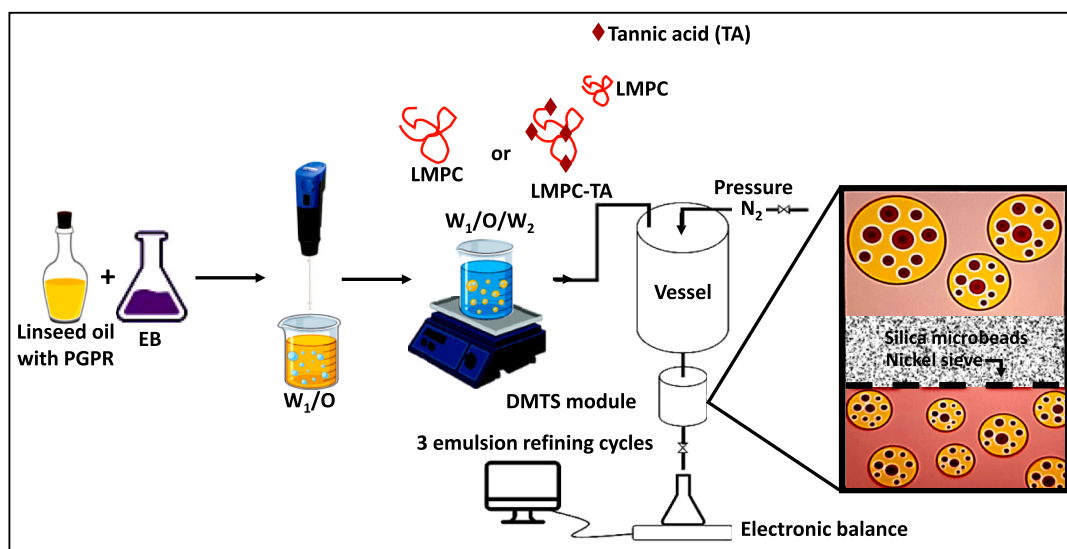 Tannic acid (TA)
LMPC
LMPC
or
LMPC-TA
Pressure
N2
W1/O/W2
Linseed oil
with PGPR
+
EB
W1/O
Vessel
Silica microbeads
Nickel sieve
DMTS module
3 emulsion refining cycles
Electronic balance